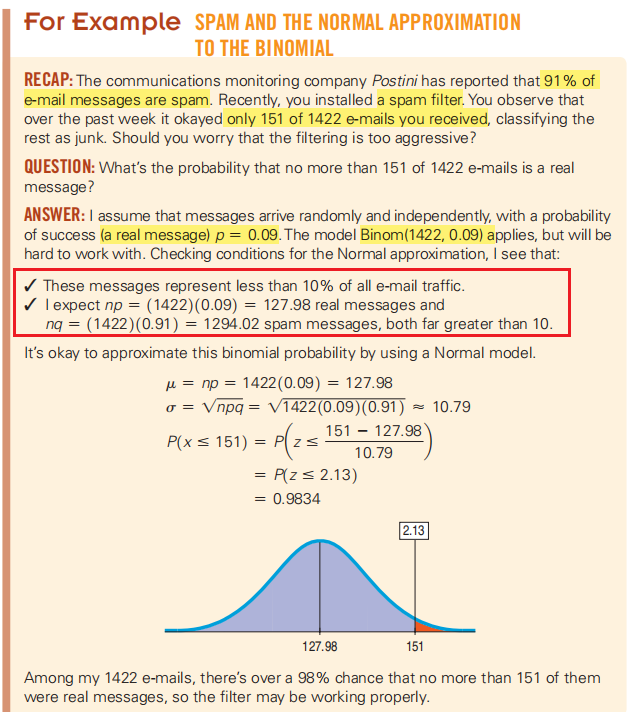 For Example SPAM AND THE NORMAL APPROXIMATION
TO THE BINOMIAL
RECAP: The communications monitoring company Postini has reported that 91% of
e-mail messages are spam. Recently, you installed a spam filter. You observe that
over the past week it okayed only 151 of 1422 e-mails you received, classifying the
rest as junk. Should you worry that the filtering is too aggressive?
QUESTION: What's the probability that no more than 151 of 1422 e-mails is a real
message?
ANSWER: I assume that messages arrive randomly and independently, with a probability
of success (a real message) p = 0.09. The model Binom(1422, 0.09) applies, but will be
hard to work with. Checking conditions for the Normal approximation, I see that:
✓ These messages represent less than 10% of all e-mail traffic.
✓ I expect np = (1422)(0.09) = 127.98 real messages and
nq = (1422)(0.91) = 1294.02 spam messages, both far greater than 10.
It's okay to approximate this binomial probability by using a Normal model.
μ = np = 1422(0.09) = 127.98
σ = √npq = √1422(0.09)(0.91) ≈ 10.79
P(x ≤ 151) = P(z ≤ (151 − 127.98)/10.79)
= P(z ≤ 2.13)
= 0.9834
2.13
127.98 151
Among my 1422 e-mails, there's over a 98% chance that no more than 151 of them
were real messages, so the filter may be working properly.